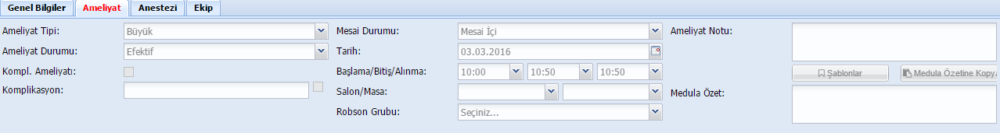 Genel Bilgiler Ameliyat Anestezi Ekip
Ameliyat Tipi: Büyük Mesai Durumu: Mesai İçi Ameliyat Notu:
Ameliyat Durumu: Efektif Tarih: 03.03.2016
Kompl. Ameliyatı: Başlama/Bitiş/Alınma: 10:00 10:50 10:50 Şablonlar Medula Özetine Kopya
Komplikasyon: Salon/Masa: Medula Özet:
Robson Grubu: Seçiniz...